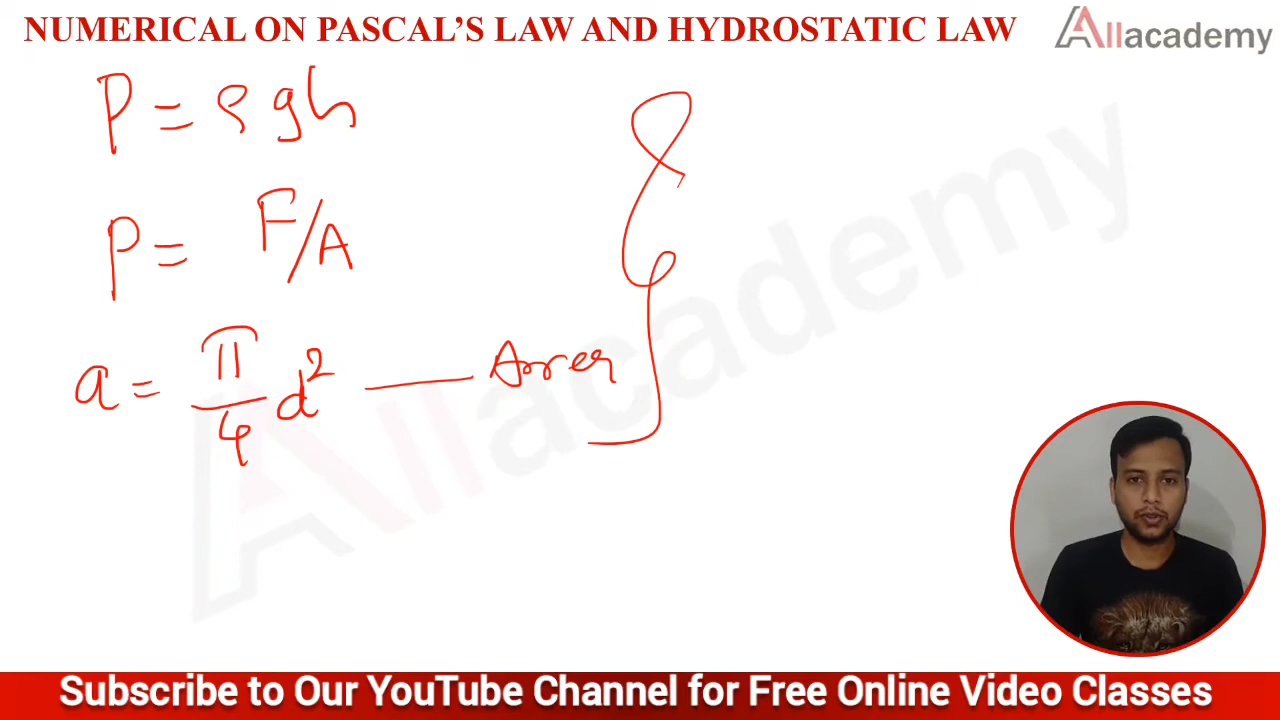 NUMERICAL ON PASCAL'S LAW AND HYDROSTATIC LAW
Allacademy
P = ρgh
P = F/A
a = π/4 d² —
Allacademy
Subscribe to Our YouTube Channel for Free Online Video Classes